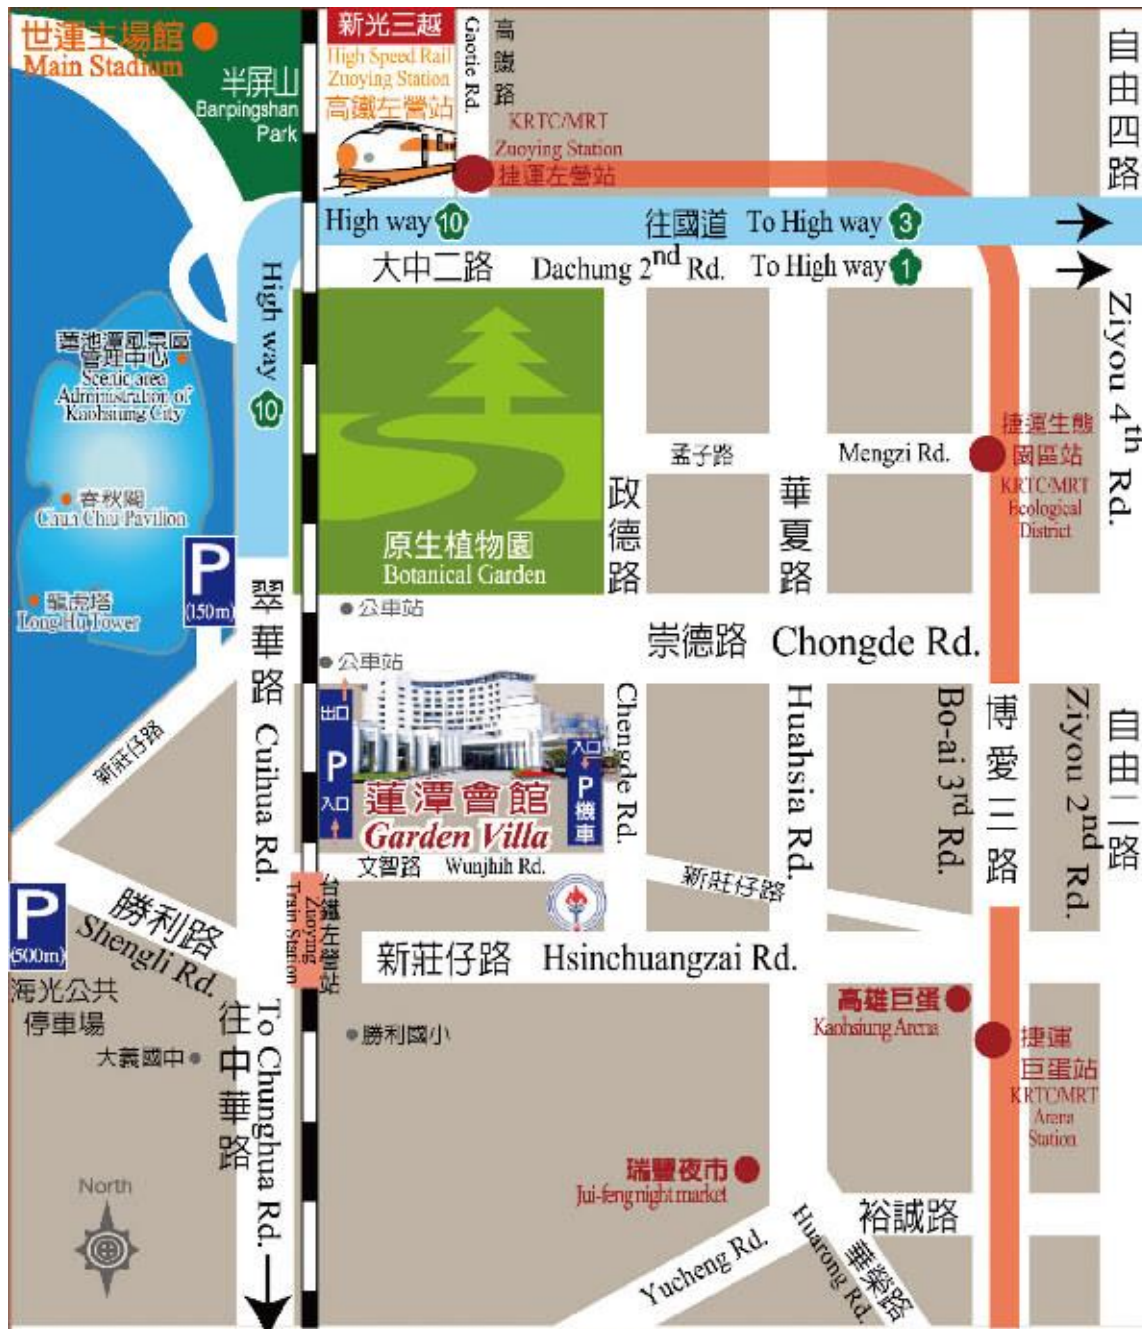 世運主場館
Main Stadium
半屏山
Banpingshan
Park
新光三越
High Speed Rail
Zuoying Station
高鐵左營站
Gaotie Rd.
高鐵路
KRTC/MRT
Zuoying Station
捷運左營站
自由四路
High way 10
往國道 To High way 3
大中二路 Dachung 2nd Rd. To High way 1
High way 10
Ziyou 4th Rd.
蓮池潭風景區
管理中心
Scenic area
Administration of
Kaohsiung City
春秋閣
Chun Chiu Pavilion
龍虎塔
Long Hu Tower
P
(150m)
原生植物園
Botanical Garden
孟子路 Mengzi Rd.
政德路
華夏路
捷運生態
園區站
KRTC/MRT
Ecological
District
公車站
公車站
崇德路 Chongde Rd.
翠華路 Cuihua Rd.
新莊仔路
出口
P
入口
入口
P
機車
蓮潭會館
Garden Villa
文智路 Wunjhih Rd.
Chengde Rd.
Huahsia Rd.
Bo-ai 3rd Rd.
博愛三路
Ziyou 2nd Rd.
自由二路
新莊仔路
P
(500m)
海光公共
停車場
勝利路
Shengli Rd.
台鐵左營站
Zuoying
Train Station
新莊仔路 Hsinchuangzai Rd.
大義國中
往中華路
To Chunghua Rd.
勝利國小
高雄巨蛋
Kaohsiung Arena
捷運
巨蛋站
KRTC/MRT
Arena
Station
瑞豐夜市
Jui-feng night market
North
裕誠路
Yucheng Rd.
Huarong Rd.
華榮路